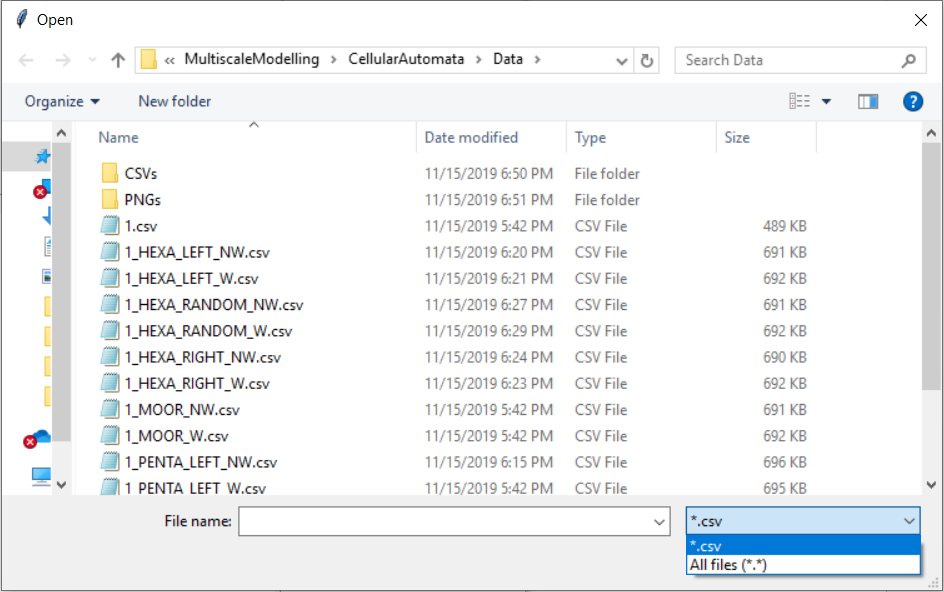 Open
« MultiscaleModelling > CellularAutomata > Data >
Search Data
Organize
New folder
?
Name Date modified Type Size
CSVs 11/15/2019 6:50 PM File folder
PNGs 11/15/2019 6:51 PM File folder
1.csv 11/15/2019 5:42 PM CSV File 489 KB
1_HEXA_LEFT_NW.csv 11/15/2019 6:20 PM CSV File 691 KB
1_HEXA_LEFT_W.csv 11/15/2019 6:21 PM CSV File 692 KB
1_HEXA_RANDOM_NW.csv 11/15/2019 6:27 PM CSV File 691 KB
1_HEXA_RANDOM_W.csv 11/15/2019 6:29 PM CSV File 692 KB
1_HEXA_RIGHT_NW.csv 11/15/2019 6:24 PM CSV File 690 KB
1_HEXA_RIGHT_W.csv 11/15/2019 6:23 PM CSV File 692 KB
1_MOOR_NW.csv 11/15/2019 5:42 PM CSV File 691 KB
1_MOOR_W.csv 11/15/2019 5:42 PM CSV File 692 KB
1_PENTA_LEFT_NW.csv 11/15/2019 6:15 PM CSV File 696 KB
1_PENTA_LEFT_W.csv 11/15/2019 5:42 PM CSV File 695 KB
File name:
*.csv
*.csv
All files (*.*)